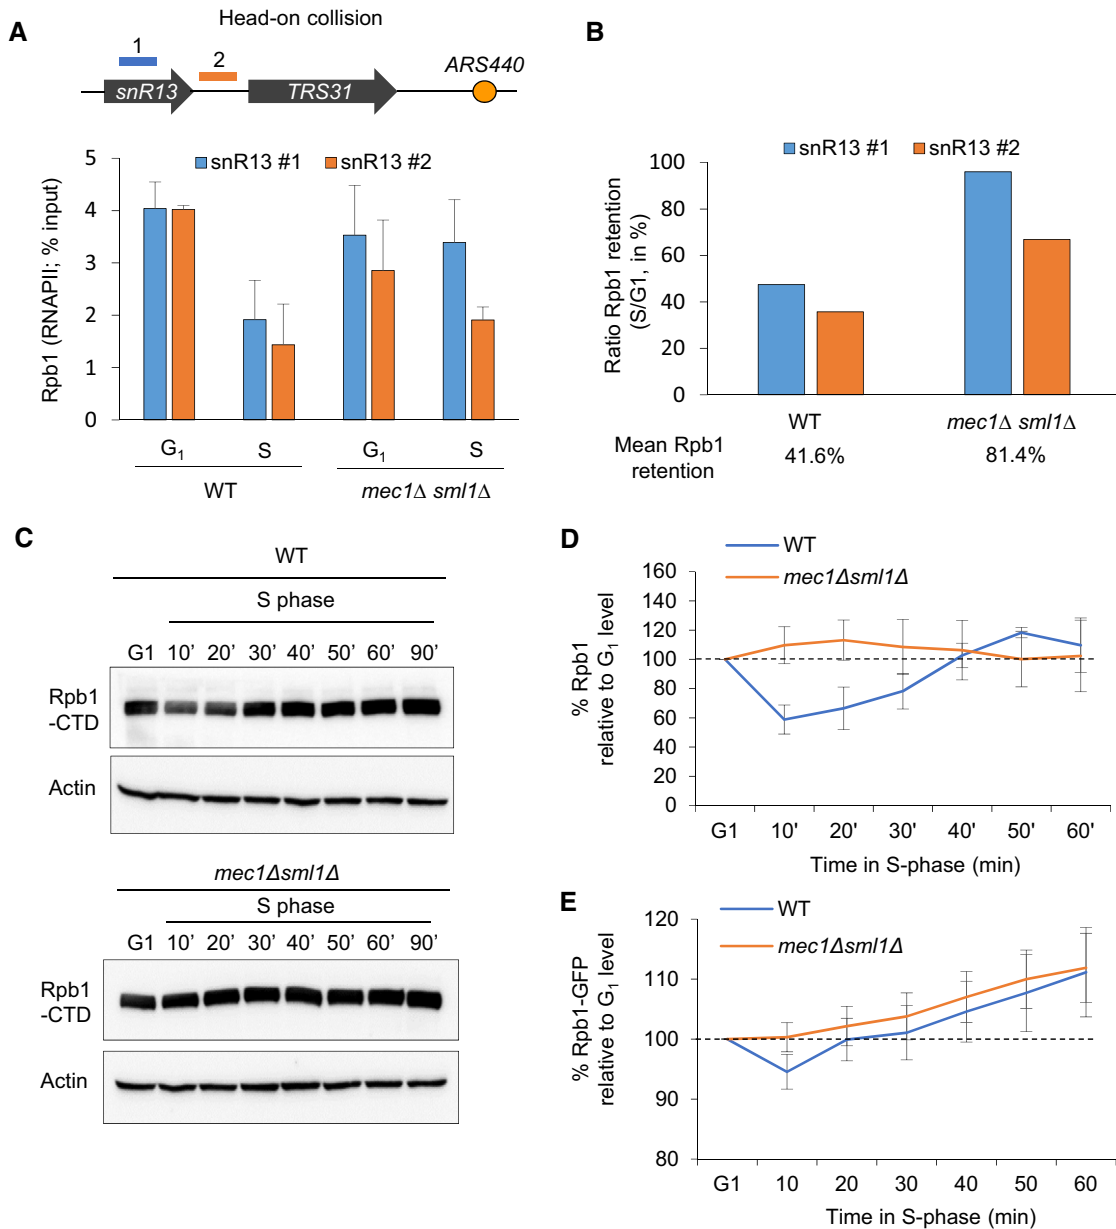 A
Head-on collision
1
2
ARS440
snR13
TRS31
snR13 #1
snR13 #2
Rpb1 (RNAPII; % input)
5
4
3
2
1
0
G1
S
G1
S
WT
mec1Δ sml1Δ
B
snR13 #1
snR13 #2
Ratio Rpb1 retention
(S/G1, in %)
100
80
60
40
20
0
WT
mec1Δ sml1Δ
Mean Rpb1
retention
41.6%
81.4%
C
WT
S phase
G1 10’ 20’ 30’ 40’ 50’ 60’ 90’
Rpb1
-CTD
Actin
mec1Δsml1Δ
S phase
G1 10’ 20’ 30’ 40’ 50’ 60’ 90’
Rpb1
-CTD
Actin
D
WT
mec1Δsml1Δ
% Rpb1
relative to G1 level
160
140
120
100
80
60
40
20
0
G1 10' 20' 30' 40' 50' 60'
Time in S-phase (min)
E
WT
mec1Δsml1Δ
% Rpb1-GFP
relative to G1 level
120
110
100
90
80
G1 10 20 30 40 50 60
Time in S-phase (min)